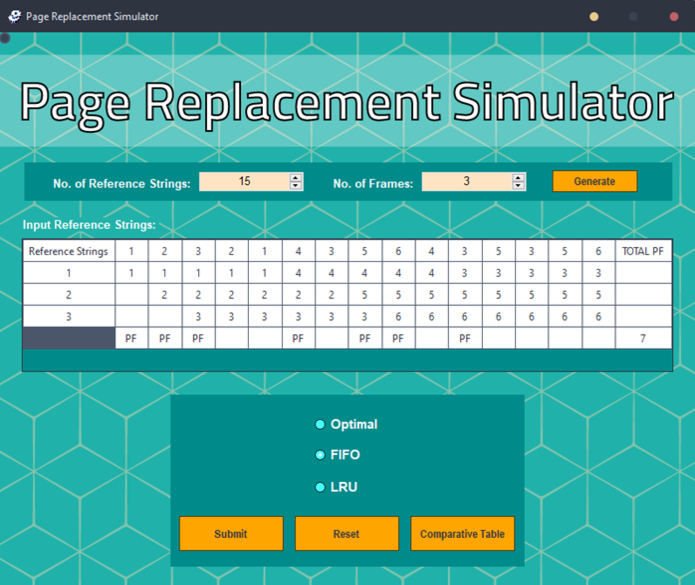 Page Replacement Simulator
Page Replacement Simulator
No. of Reference Strings: 15 No. of Frames: 3 Generate
Input Reference Strings:
Reference Strings 1 2 3 2 1 4 3 5 6 4 3 5 3 5 6 TOTAL PF
1 1 1 1 1 1 4 4 4 4 4 3 3 3 3 3
2 2 2 2 2 2 2 5 5 5 5 5 5 5 5
3 3 3 3 3 3 3 6 6 6 6 6 6 6
PF PF PF PF PF PF PF 7
Optimal
FIFO
LRU
Submit Reset Comparative Table